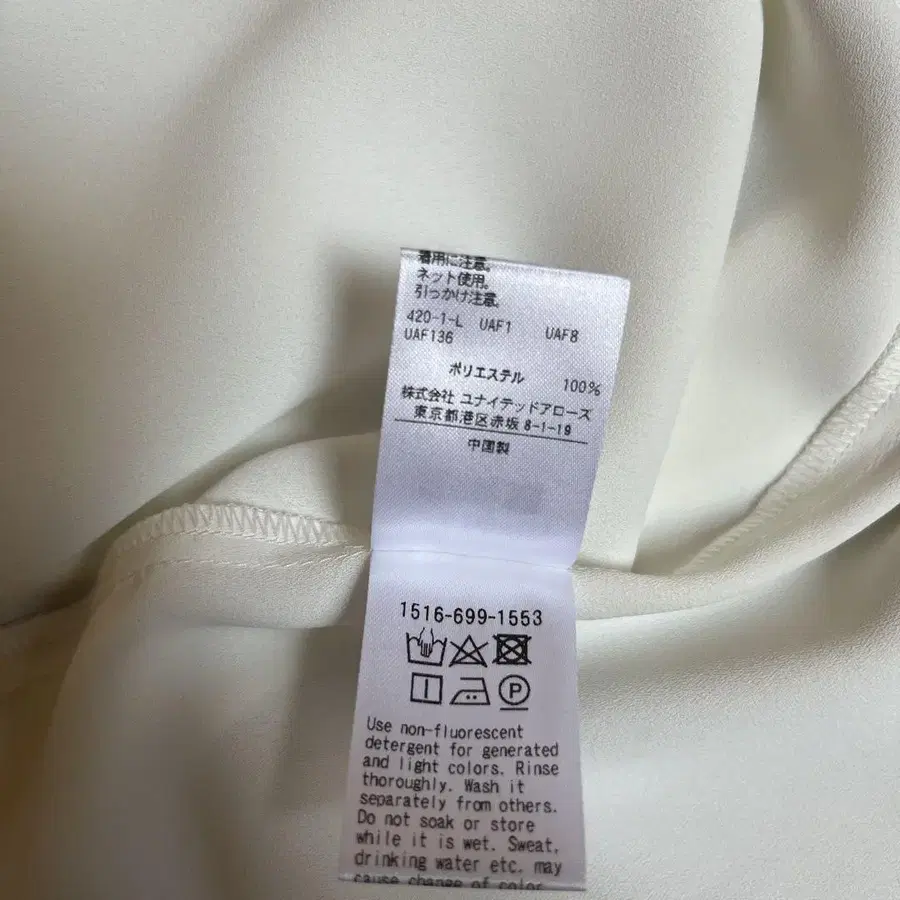 着用に注意。
ネット使用。
引っかけ注意。
420-1-L UAF1 UAF8
UAF136
ポリエステル 100%
株式会社 ユナイテッドアローズ
東京都港区赤坂 8-1-19
中国製
1516-699-1553
P
Use non-fluorescent
detergent for generated
and light colors. Rinse
thoroughly. Wash it
separately from others.
Do not soak or store
while it is wet. Sweat,
drinking water etc. may
cause change of color